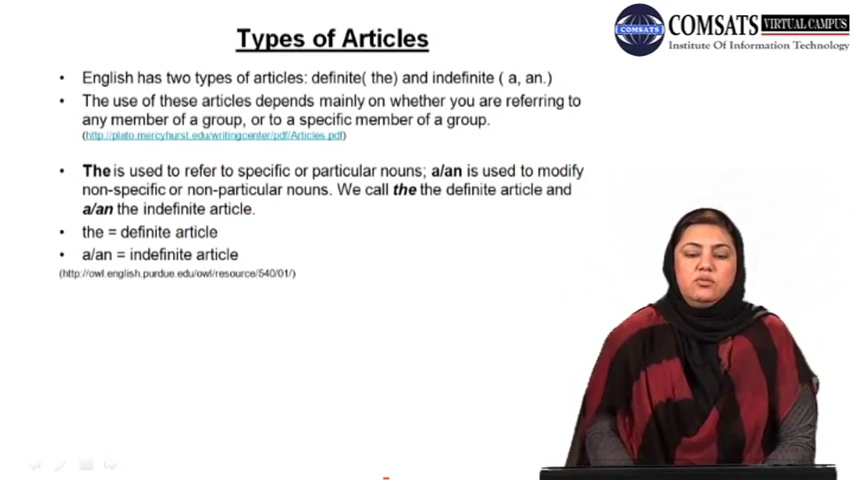 Types of Articles
COMSATS VIRTUAL CAMPUS
Institute Of Information Technology
COMSATS
• English has two types of articles: definite( the) and indefinite ( a, an.)
• The use of these articles depends mainly on whether you are referring to
any member of a group, or to a specific member of a group.
(http://plato.mercyhurst.edu/writingcenter/pdf/Articles.pdf)
• The is used to refer to specific or particular nouns; a/an is used to modify
non-specific or non-particular nouns. We call the the definite article and
a/an the indefinite article.
• the = definite article
• a/an = indefinite article
(http://owl.english.purdue.edu/owl/resource/540/01/)